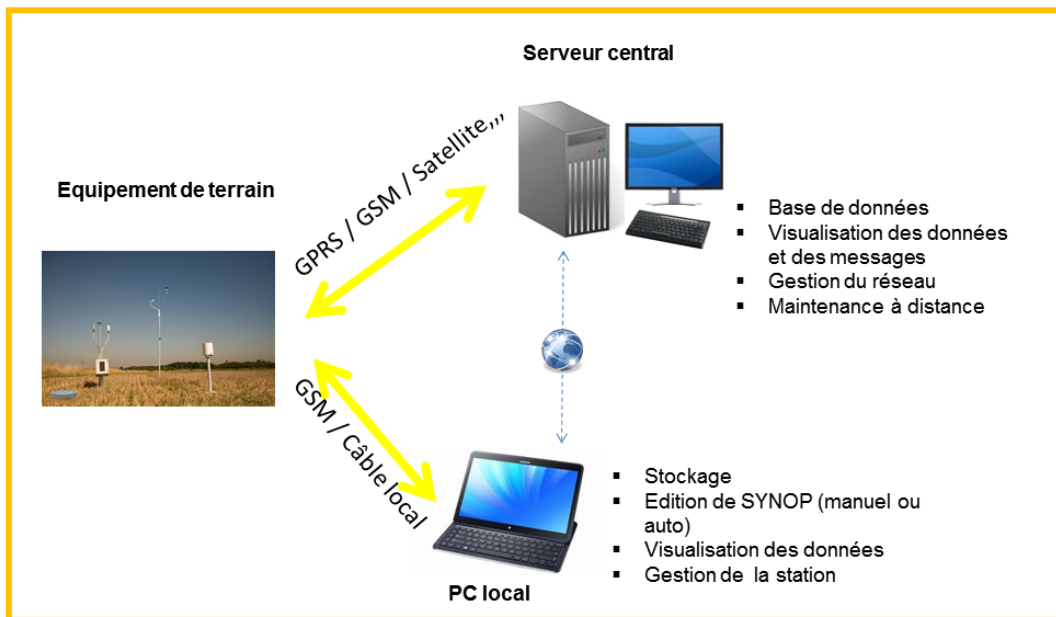 Serveur central
Equipement de terrain
GPRS / GSM / Satellite,,,
▪ Base de données
▪ Visualisation des données
et des messages
▪ Gestion du réseau
▪ Maintenance à distance
GSM / Câble local
▪ Stockage
▪ Edition de SYNOP (manuel ou
auto)
▪ Visualisation des données
▪ Gestion de la station
PC local